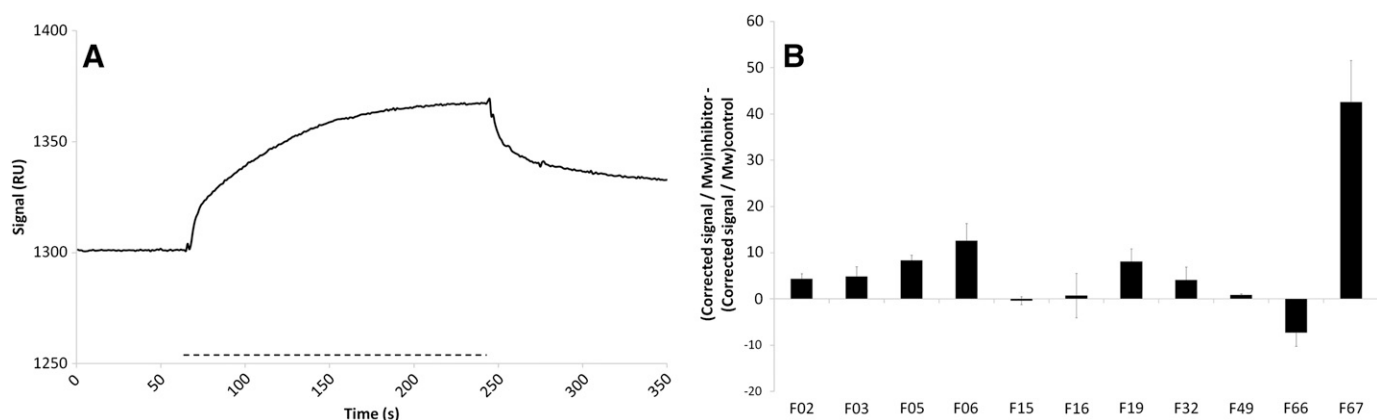 A
Signal (RU)
1400
1350
1300
1250
0
50
100
150
200
250
300
350
Time (s)
B
(Corrected signal / Mw)inhibitor -
(Corrected signal / Mw)control
60
50
40
30
20
10
0
-10
-20
F02
F03
F05
F06
F15
F16
F19
F32
F49
F66
F67